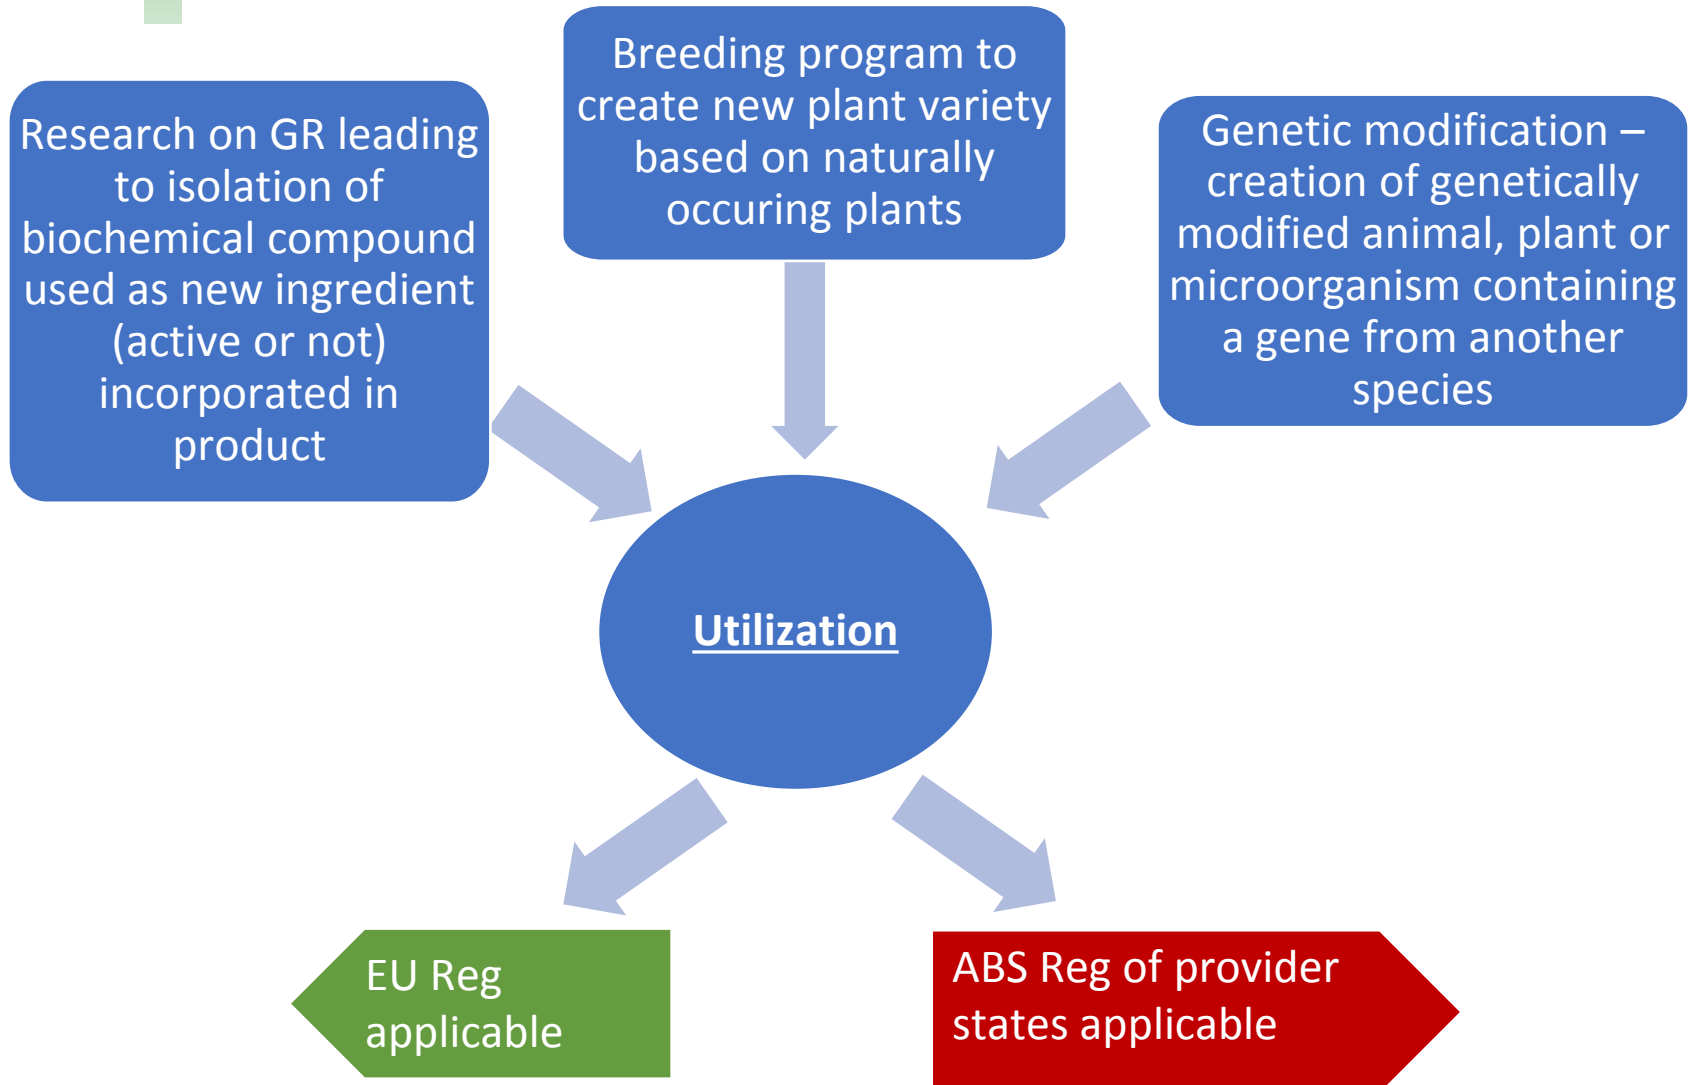 Research on GR leading
to isolation of
biochemical compound
used as new ingredient
(active or not)
incorporated in
product
Breeding program to
create new plant variety
based on naturally
occuring plants
Genetic modification –
creation of genetically
modified animal, plant or
microorganism containing
a gene from another
species
Utilization
EU Reg
applicable
ABS Reg of provider
states applicable